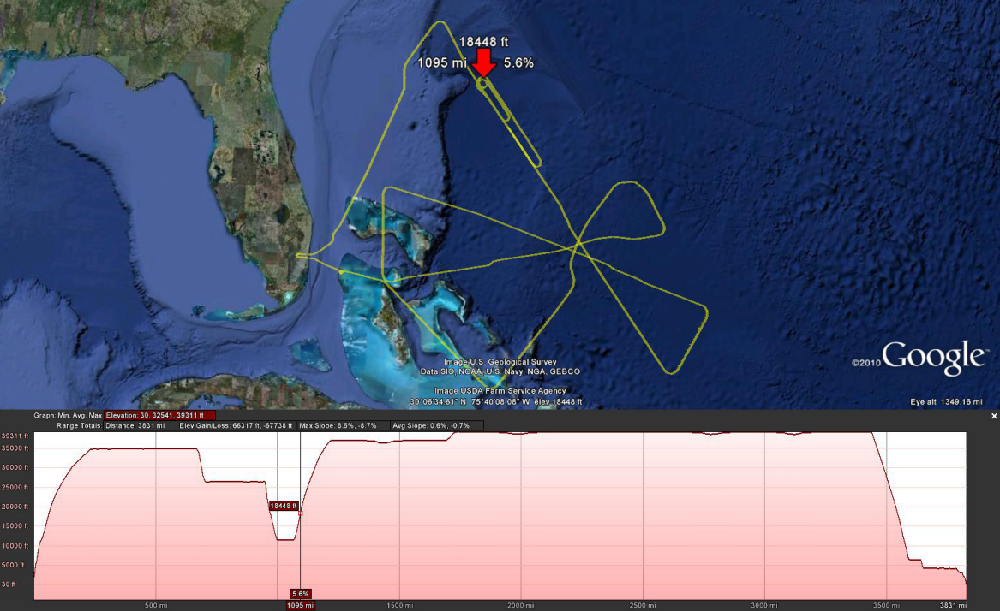 18448 ft
1095 mi 5.6%
©2010 Google™
Image U.S. Geological Survey
Data SIO, NOAA, U.S. Navy, NGA, GEBCO
Image USDA Farm Service Agency
30°06'34.61" N 75°40'08.08" W elev 18448 ft
Eye alt 1349.16 mi
Graph: Min, Avg, Max Elevation: 30, 32541, 39311 ft
Range Totals: Distance: 3831 mi Elev Gain/Loss: 66317 ft, -67738 ft Max Slope: 8.6%, -8.7% Avg Slope: 0.6%, -0.7%
39311 ft
35000 ft
30000 ft
25000 ft
20000 ft
18448 ft
15000 ft
10000 ft
5000 ft
30 ft
5.6%
500 mi 1095 mi 1500 mi 2000 mi 2500 mi 3000 mi 3500 mi 3831 mi